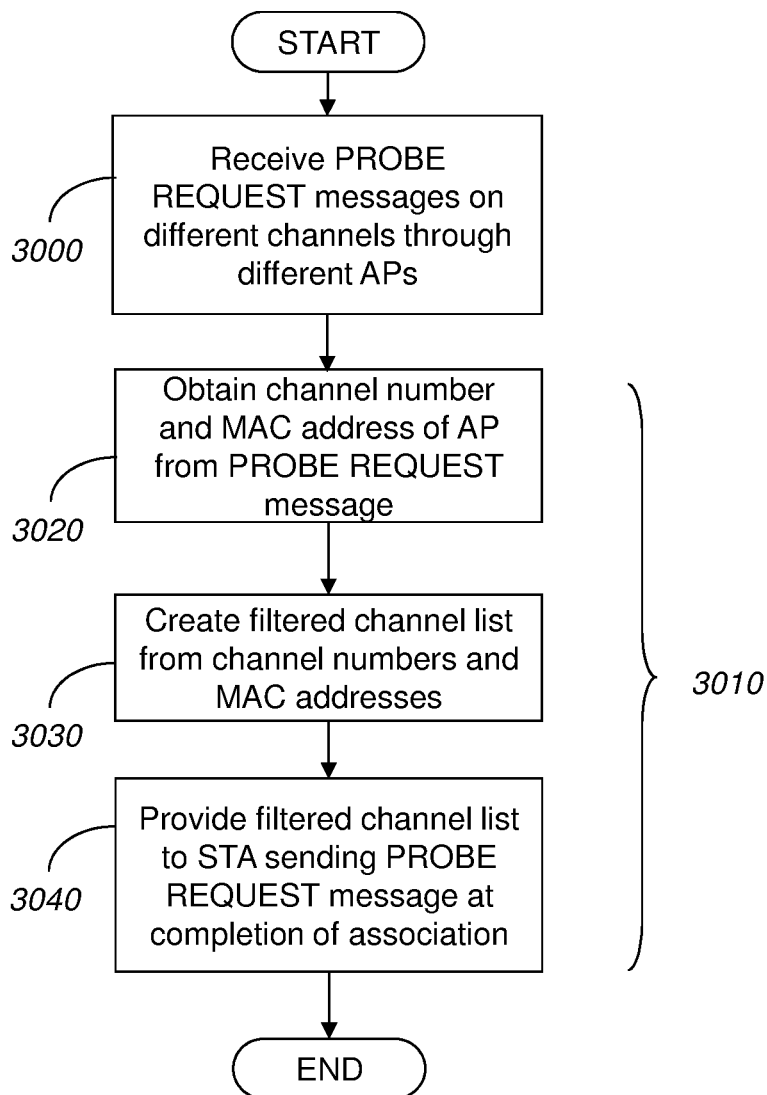 START
Receive PROBE
REQUEST messages on
different channels through
different APs
3000
Obtain channel number
and MAC address of AP
from PROBE REQUEST
message
3020
Create filtered channel list
from channel numbers and
MAC addresses
3030
3010
Provide filtered channel list
to STA sending PROBE
REQUEST message at
completion of association
3040
END